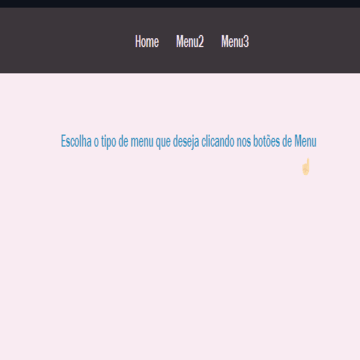 Home Menu2 Menu3
Escolha o tipo de menu que deseja clicando nos botões de Menu
☝